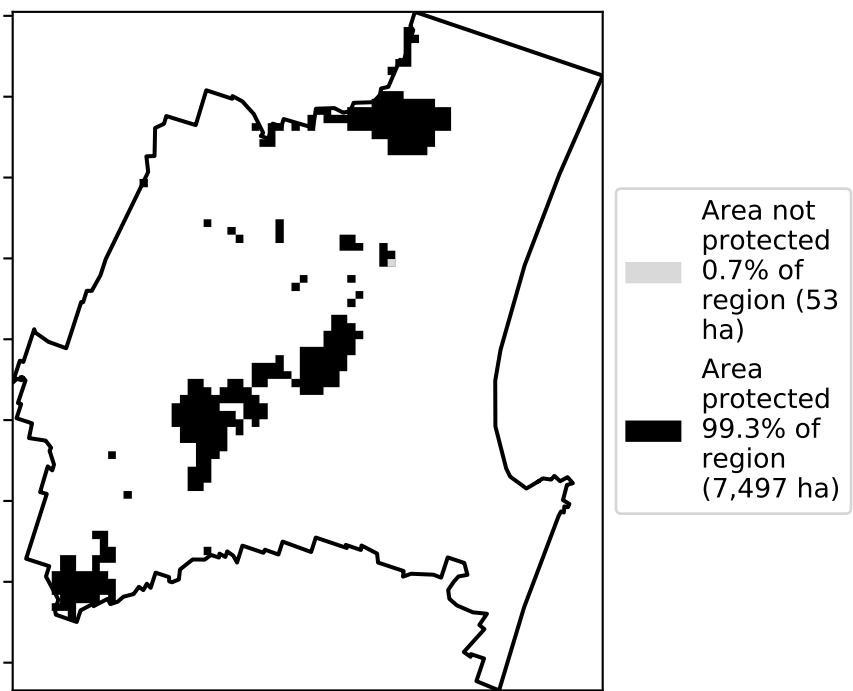 Area not
protected
0.7% of
region (53
ha)
Area
protected
99.3% of
region
(7,497 ha)